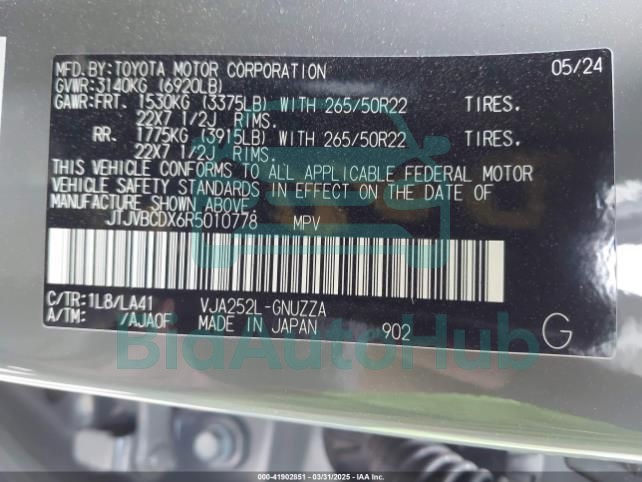 MFD.BY:TOYOTA MOTOR CORPORATION 05/24
GVWR:3140KG (6920LB)
GAWR:FRT. 1530KG (3375LB) WITH 265/50R22 TIRES.
22X7 1/2J RIMS.
RR. 1775KG (3915LB) WITH 265/50R22 TIRES.
22X7 1/2J RIMS.
THIS VEHICLE CONFORMS TO ALL APPLICABLE FEDERAL MOTOR
VEHICLE SAFETY STANDARDS IN EFFECT ON THE DATE OF
MANUFACTURE SHOWN ABOVE.
JTJVBCDX6R5010778 MPV
C/TR:1L8/LA41 VJA252L-GNUZZA
A/TM: /AJA0F MADE IN JAPAN 902 G
BidAutoHub
000-41902651 - 03/31/2025 - IAA Inc.